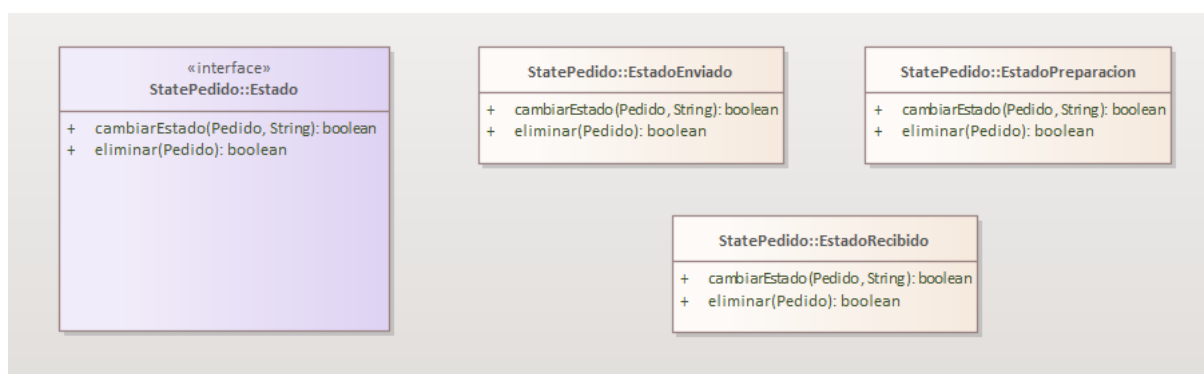 «interface»
StatePedido::Estado
+ cambiarEstado(Pedido, String): boolean
+ eliminar(Pedido): boolean
StatePedido::EstadoEnviado
+ cambiarEstado(Pedido, String): boolean
+ eliminar(Pedido): boolean
StatePedido::EstadoPreparacion
+ cambiarEstado(Pedido, String): boolean
+ eliminar(Pedido): boolean
StatePedido::EstadoRecibido
+ cambiarEstado(Pedido, String): boolean
+ eliminar(Pedido): boolean